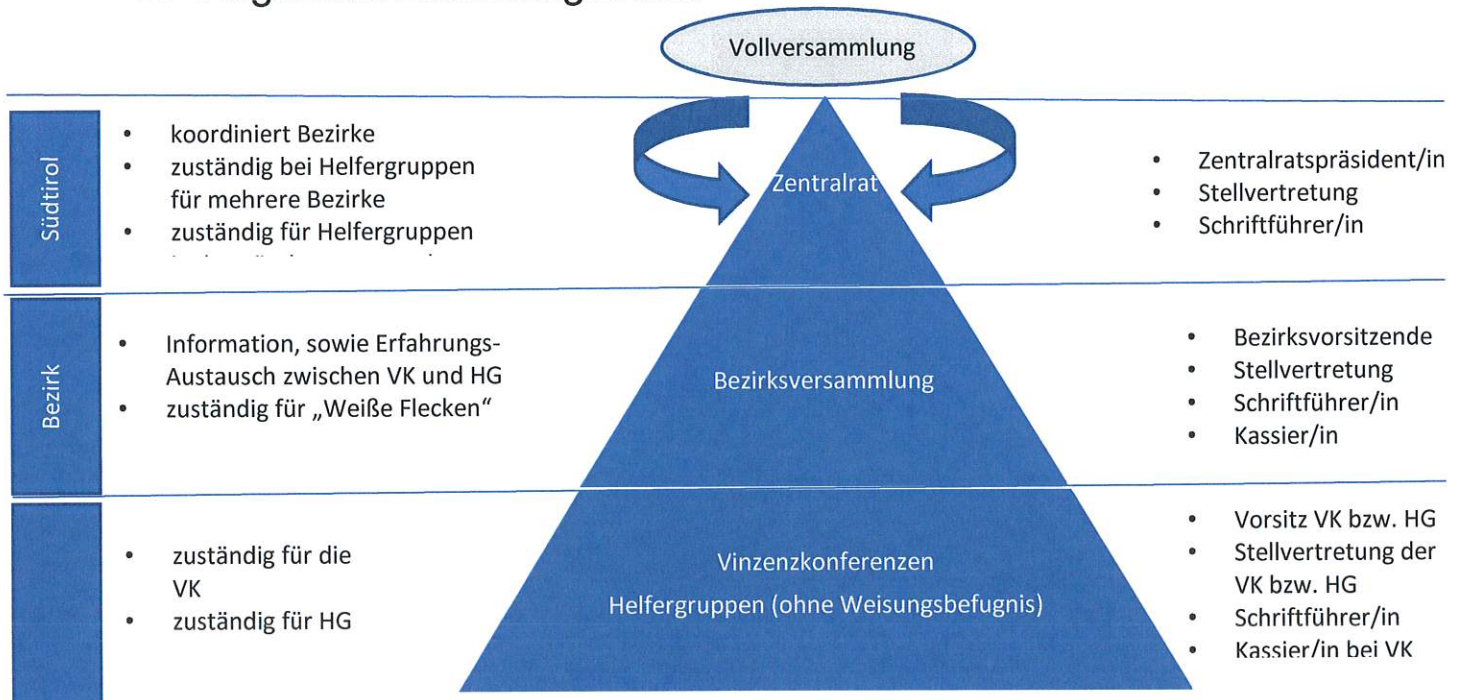 Vollversammlung
Südtirol
• koordiniert Bezirke
• zuständig bei Helfergruppen
für mehrere Bezirke
• zuständig für Helfergruppen
Zentralrat
• Zentralratspräsident/in
• Stellvertretung
• Schriftführer/in
Bezirk
• Information, sowie Erfahrungs-
Austausch zwischen VK und HG
• zuständig für „Weiße Flecken“
Bezirksversammlung
• Bezirksvorsitzende
• Stellvertretung
• Schriftführer/in
• Kassier/in
• zuständig für die
VK
• zuständig für HG
Vinzenzkonferenzen
Helfergruppen (ohne Weisungsbefugnis)
• Vorsitz VK bzw. HG
• Stellvertretung der
VK bzw. HG
• Schriftführer/in
• Kassier/in bei VK